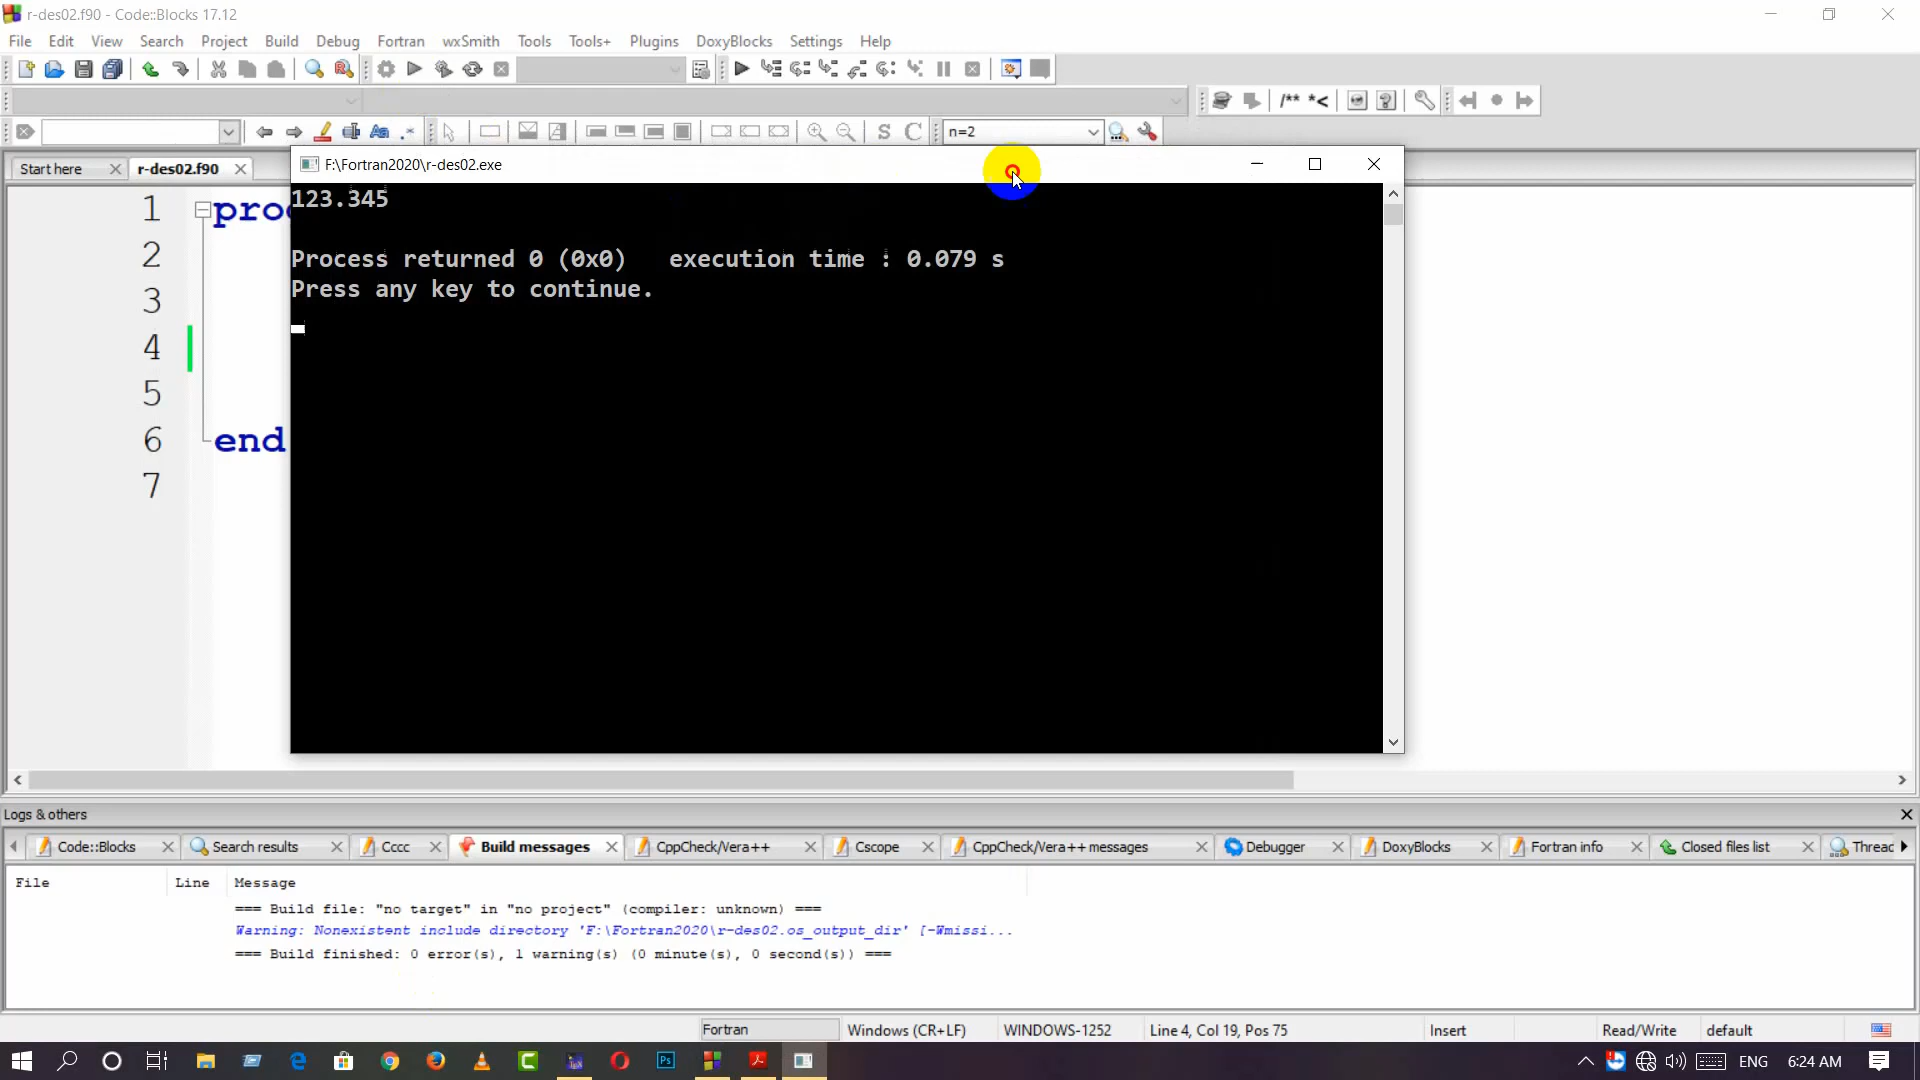 r-des02.f90 - Code::Blocks 17.12
File Edit View Search Project Build Debug Fortran wxSmith Tools Tools+ Plugins DoxyBlocks Settings Help
/** *<
S C n=2
Start here r-des02.f90
F:\Fortran2020\r-des02.exe
123.345
Process returned 0 (0x0)   execution time : 0.079 s
Press any key to continue.
1
2
3
4
5
6 end
7
Logs & others
Code::Blocks Search results Cccc Build messages CppCheck/Vera++ Cscope CppCheck/Vera++ messages Debugger DoxyBlocks Fortran info Closed files list Thread
File Line Message
=== Build file: "no target" in "no project" (compiler: unknown) ===
Warning: Nonexistent include directory 'F:\Fortran2020\r-des02.os_output_dir' [-Wmissi...
=== Build finished: 0 error(s), 1 warning(s) (0 minute(s), 0 second(s)) ===
Fortran Windows (CR+LF) WINDOWS-1252 Line 4, Col 19, Pos 75 Insert Read/Write default
ENG 6:24 AM